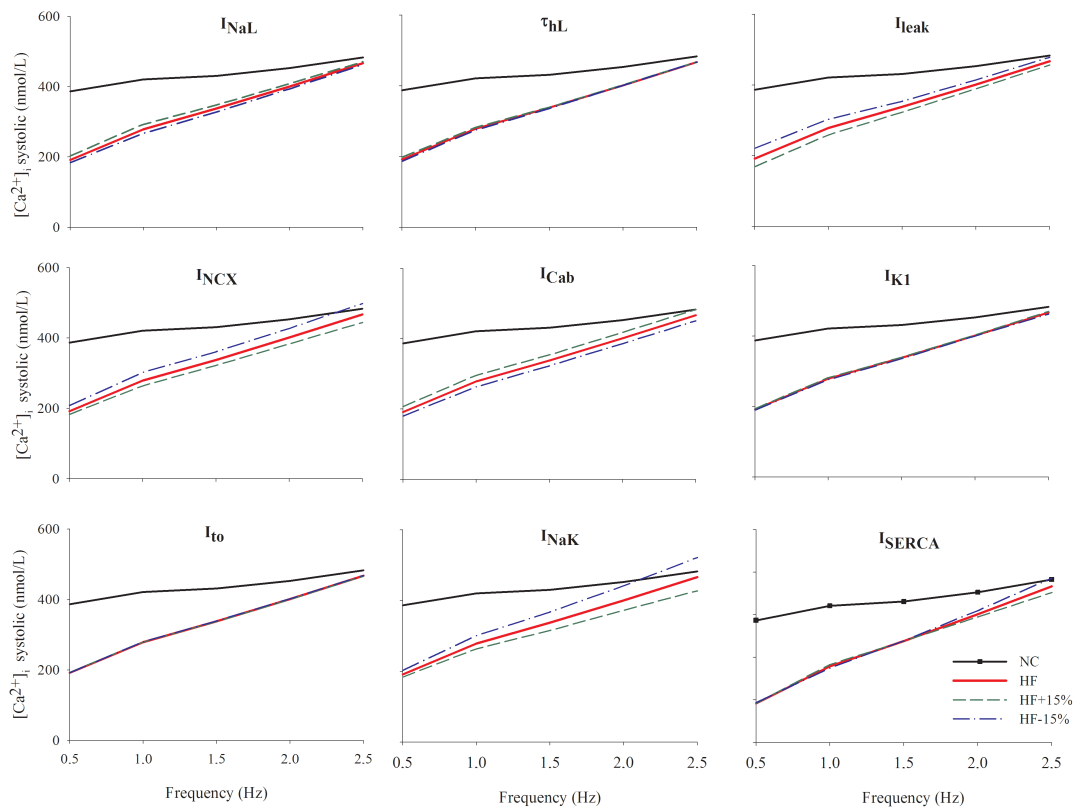 I_NaL
τ_hL
I_leak
600
400
200
0
[Ca²⁺]ᵢ systolic (nmol/L)
I_NCX
I_Cab
I_K1
600
400
200
0
[Ca²⁺]ᵢ systolic (nmol/L)
I_to
I_NaK
I_SERCA
600
400
200
0
[Ca²⁺]ᵢ systolic (nmol/L)
NC
HF
HF+15%
HF-15%
0.5 1.0 1.5 2.0 2.5
0.5 1.0 1.5 2.0 2.5
0.5 1.0 1.5 2.0 2.5
Frequency (Hz)
Frequency (Hz)
Frequency (Hz)